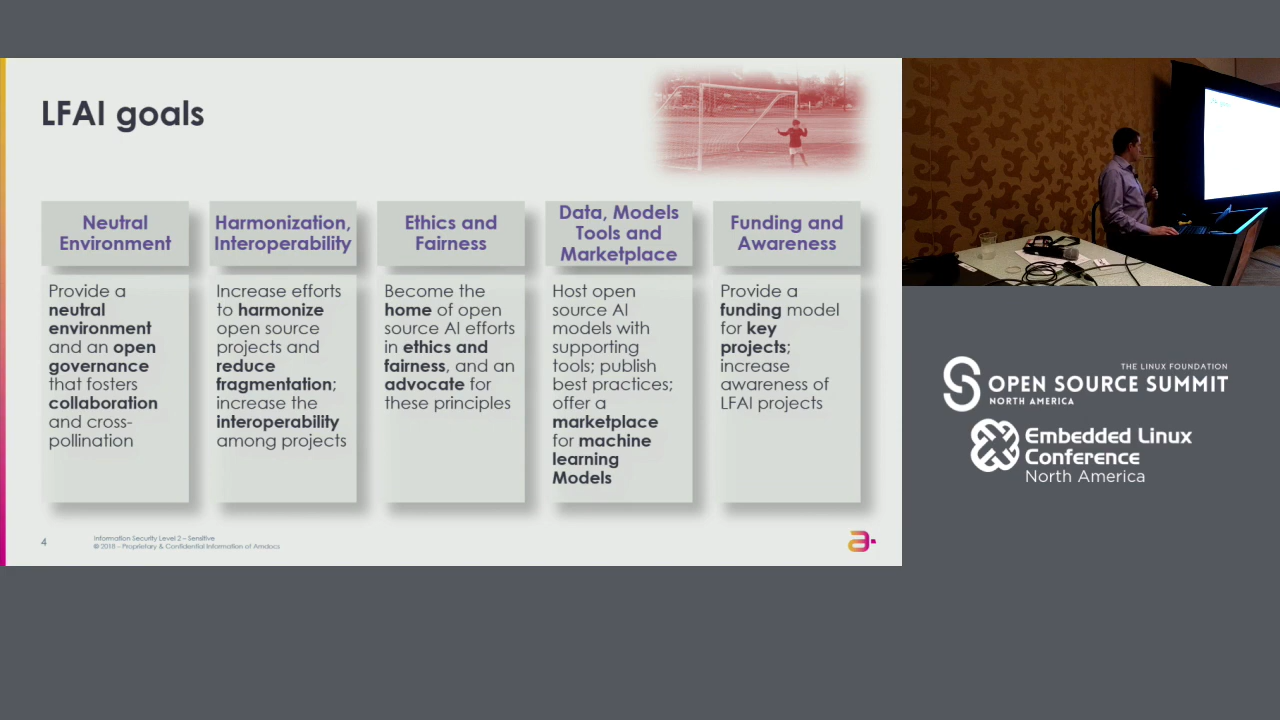 LFAI goals
Neutral
Environment
Provide a
neutral
environment
and an open
governance
that fosters
collaboration
and cross-
pollination
Harmonization,
Interoperability
Increase efforts
to harmonize
open source
projects and
reduce
fragmentation;
increase the
interoperability
among projects
Ethics and
Fairness
Become the
home of open
source AI efforts
in ethics and
fairness, and an
advocate for
these principles
Data, Models
Tools and
Marketplace
Host open
source AI
models with
supporting
tools; publish
best practices;
offer a
marketplace
for machine
learning
Models
Funding and
Awareness
Provide a
funding model
for key
projects;
increase
awareness of
LFAI projects
4
Information Security Level 2 – Sensitive
© 2018 – Proprietary & Confidential Information of Amdocs
THE LINUX FOUNDATION
OPEN SOURCE SUMMIT
NORTH AMERICA
Embedded Linux
Conference
North America